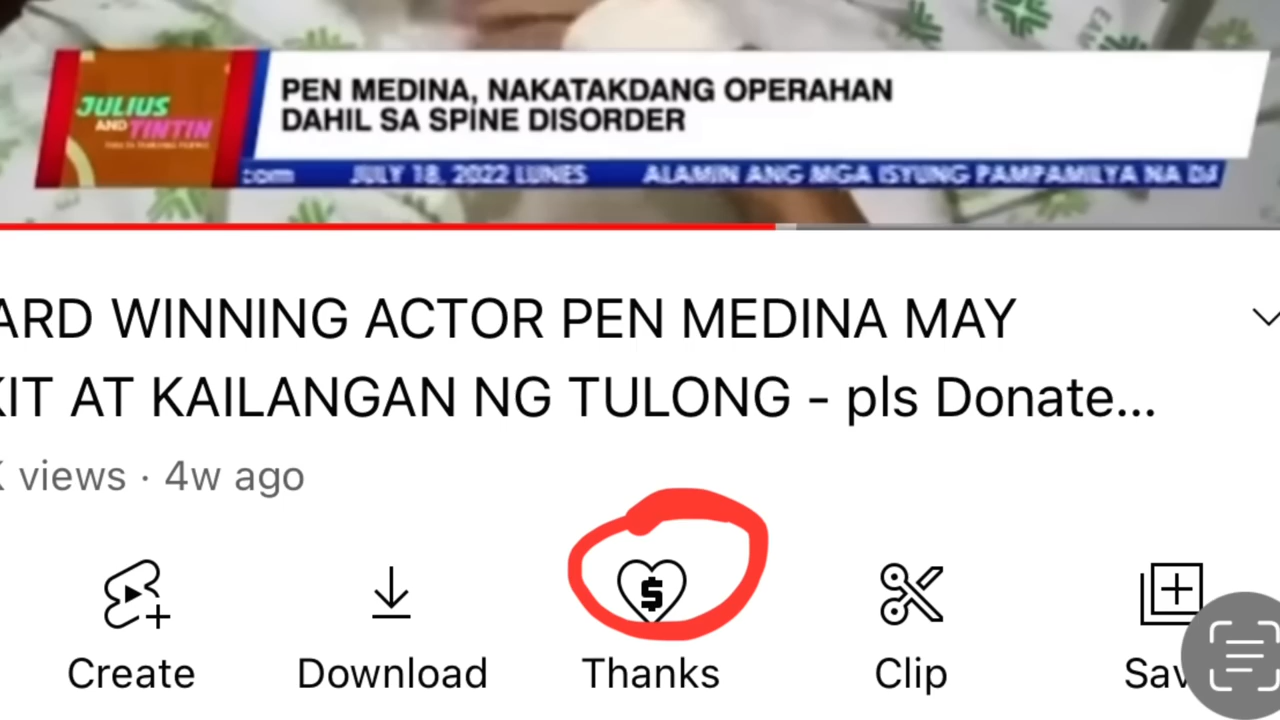 JULIUS
AND TINTIN
PEN MEDINA, NAKATAKDANG OPERAHAN
DAHIL SA SPINE DISORDER
com JULY 18, 2022 LUNES ALAMIN ANG MGA ISYUNG PAMPAMILYA NA
ARD WINNING ACTOR PEN MEDINA MAY
KIT AT KAILANGAN NG TULONG - pls Donate...
K views · 4w ago
$
Create Download Thanks Clip Sav